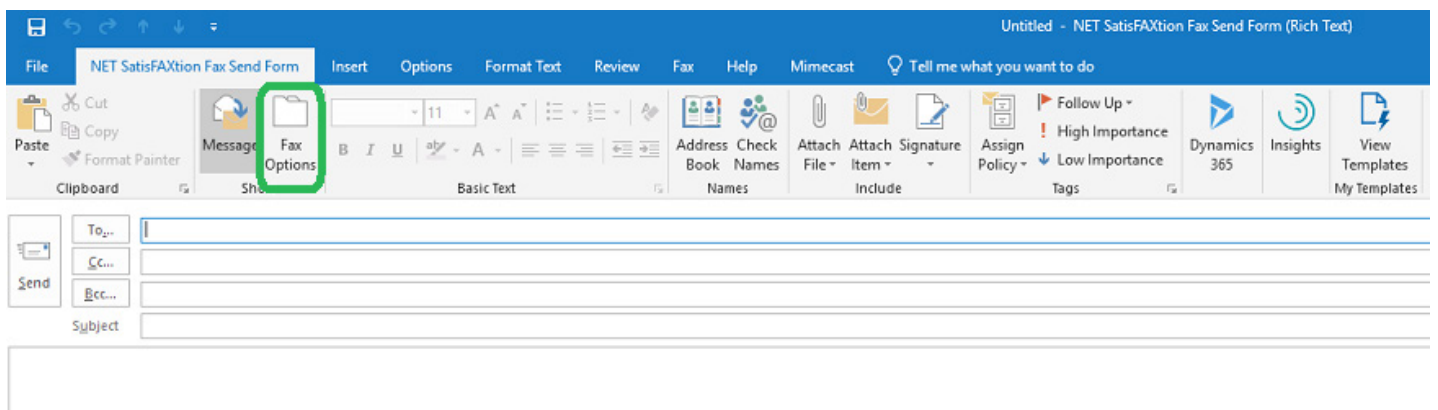 Untitled - NET SatisFAXtion Fax Send Form (Rich Text)
File NET SatisFAXtion Fax Send Form Insert Options Format Text Review Fax Help Mimecast Tell me what you want to do
Paste
Cut
Copy
Format Painter
Clipboard
Message
Fax
Options
Sho
11
B I U
Basic Text
Address
Book
Check
Names
Names
Attach
File
Attach
Item
Signature
Include
Assign
Policy
Follow Up
High Importance
Low Importance
Tags
Dynamics
365
Insights
View
Templates
My Templates
Send
To...
Cc...
Bcc...
Subject